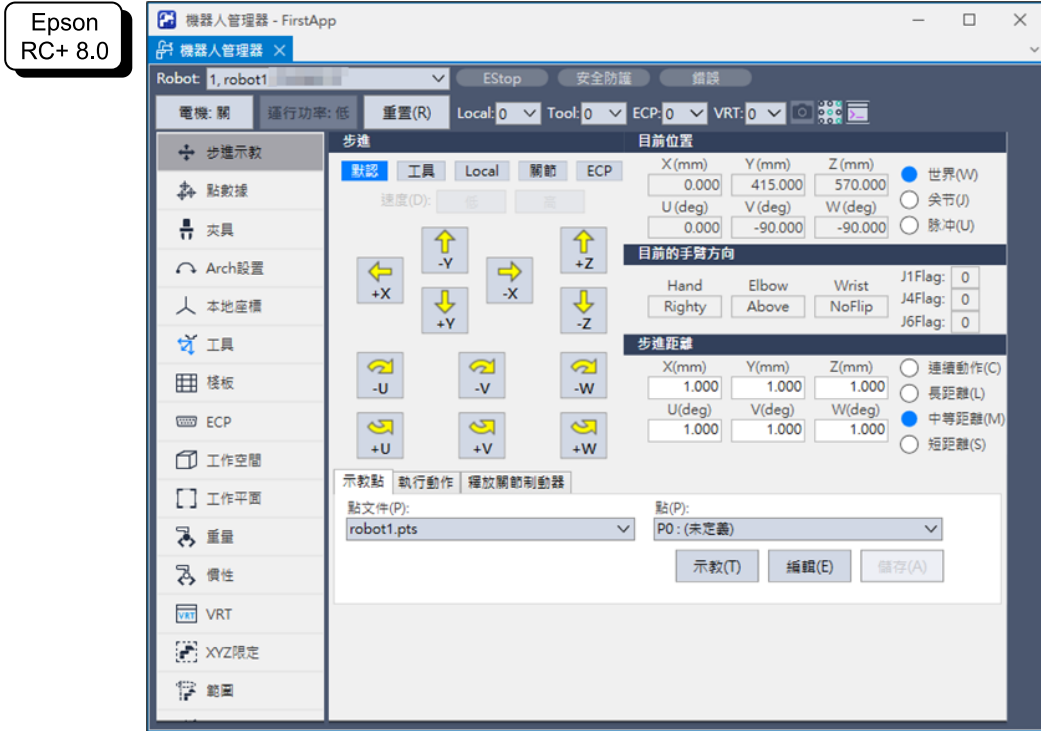 Epson
RC+ 8.0
機器人管理器 - FirstApp
機器人管理器
Robot: 1, robot1
EStop 安全防護 錯誤
電機: 關 運行功率: 低 重置(R) Local: 0 Tool: 0 ECP: 0 VRT: 0
步進示教
點數據
夾具
Arch設置
本地座標
工具
棧板
ECP
工作空間
工作平面
重量
慣性
VRT
XYZ限定
範圍
步進
默認 工具 Local 關節 ECP
速度(D): 低 高
-Y +Z
+X -X
+Y -Z
-U -V -W
+U +V +W
目前位置
X (mm) Y (mm) Z (mm)
0.000 415.000 570.000
U (deg) V (deg) W (deg)
0.000 -90.000 -90.000
世界(W)
关节(J)
脉冲(U)
目前的手臂方向
Hand Elbow Wrist
Righty Above NoFlip
J1Flag: 0
J4Flag: 0
J6Flag: 0
步進距離
X(mm) Y(mm) Z(mm)
1.000 1.000 1.000
U(deg) V(deg) W(deg)
1.000 1.000 1.000
連續動作(C)
長距離(L)
中等距離(M)
短距離(S)
示教點 執行動作 釋放關節制動器
點文件(P): 點(P):
robot1.pts P0 : (未定義)
示教(T) 編輯(E) 儲存(A)